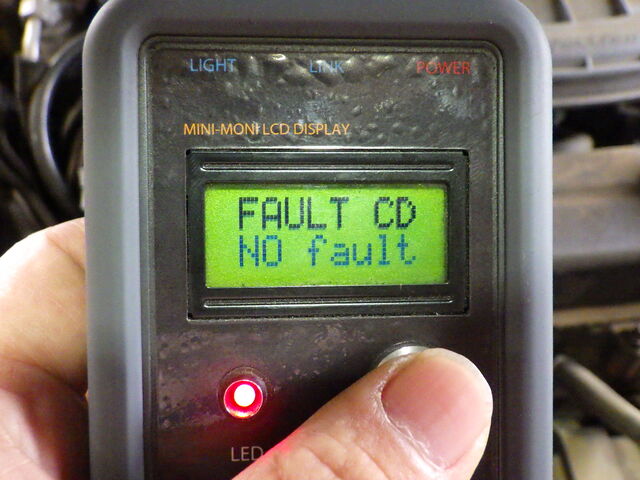 LIGHT LINK POWER
MINI-MONI LCD DISPLAY
FAULT CD
NO fault
LED